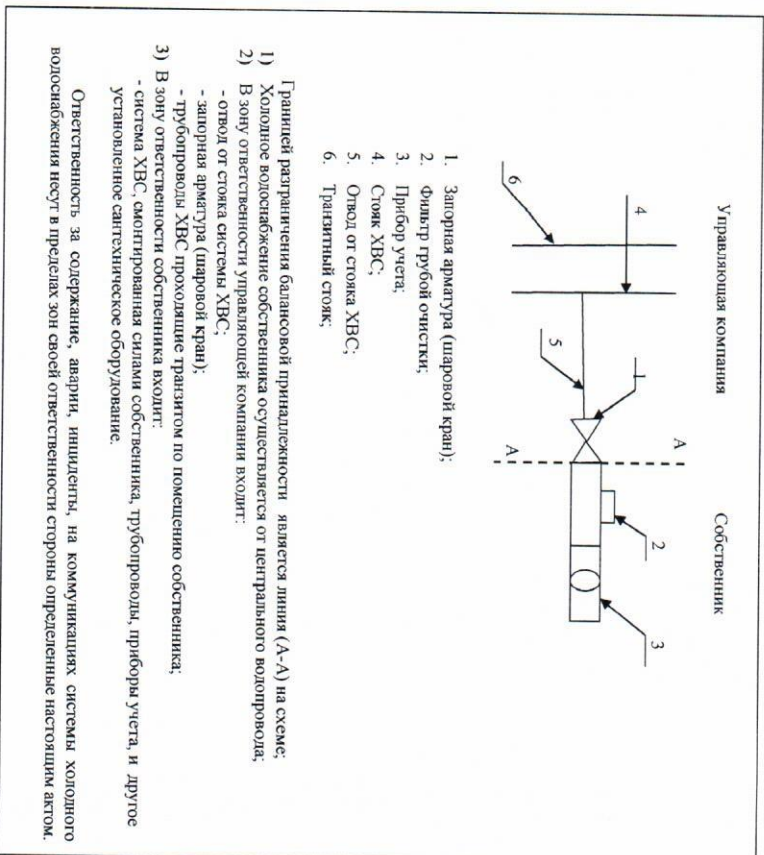 Управляющая компания
Собственник
6
4
5
1
А
А
2
3
1. Запорная арматура (шаровой кран);
2. Фильтр грубой очистки;
3. Прибор учета;
4. Стояк ХВС;
5. Отвод от стояка ХВС;
6. Транзитный стояк;
Границей разграничения балансовой принадлежности является линия (А-А) на схеме;
1) Холодное водоснабжение собственника осуществляется от центрального водопровода;
2) В зону ответственности управляющей компании входит:
- отвод от стояка системы ХВС;
- запорная арматура (шаровой кран);
- трубопроводы ХВС проходящие транзитом по помещению собственника;
3) В зону ответственности собственника входит:
- система ХВС, смонтированная силами собственника, трубопроводы, приборы учета, и другое
установленное сантехническое оборудование.
Ответственность за содержание, аварии, инциденты, на коммуникациях системы холодного
водоснабжения несут в пределах зон своей ответственности стороны определенные настоящим актом.